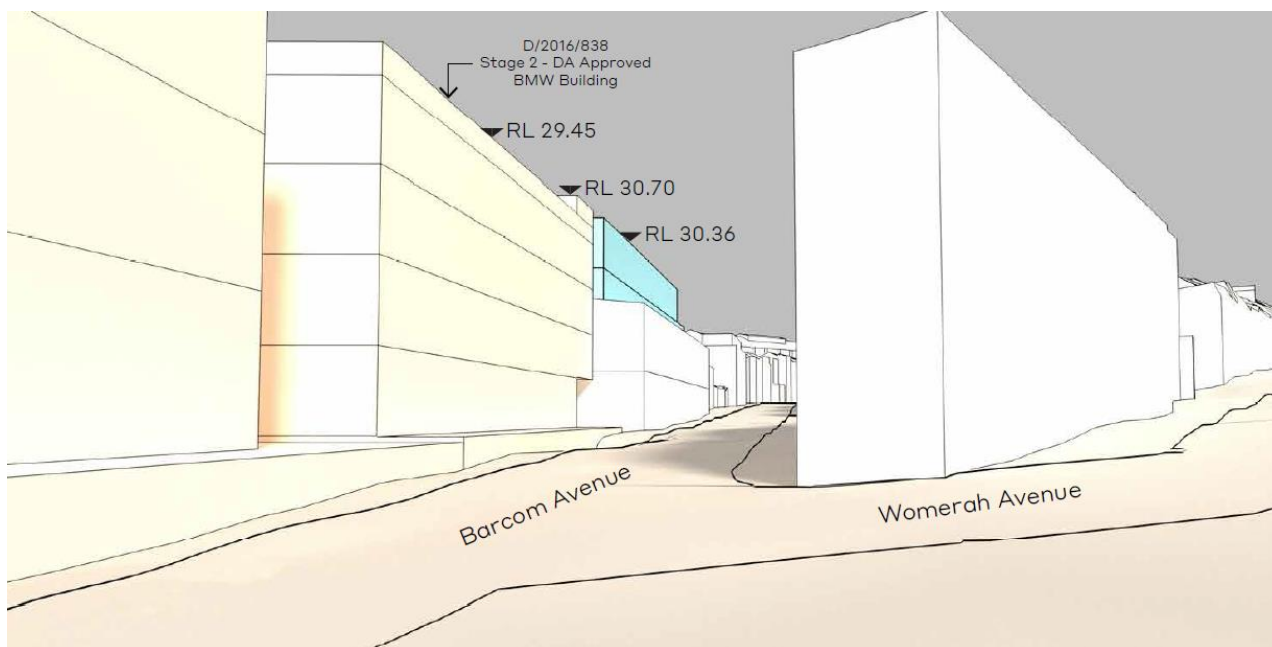 D/2016/838
Stage 2 - DA Approved
BMW Building
RL 29.45
RL 30.70
RL 30.36
Barcom Avenue
Womerah Avenue